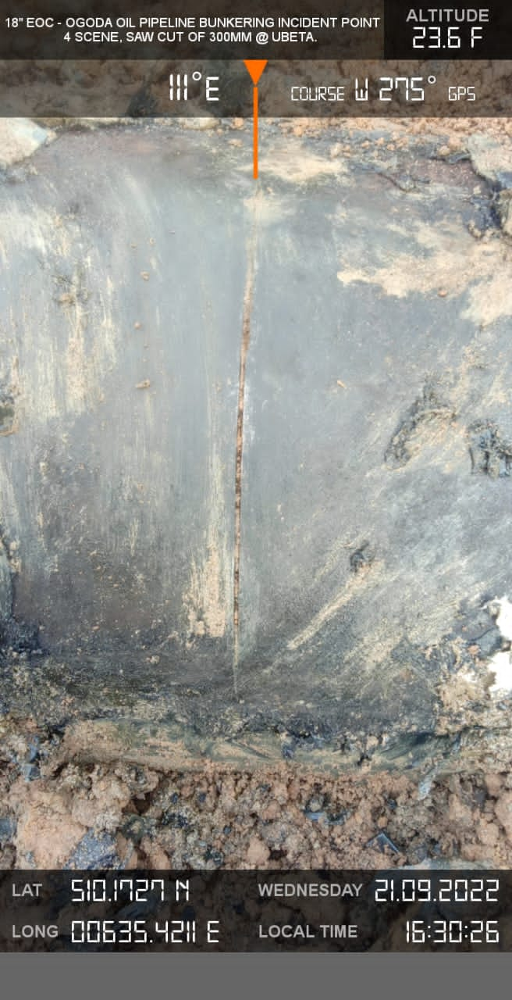 18" EOC - OGODA OIL PIPELINE BUNKERING INCIDENT POINT
4 SCENE, SAW CUT OF 300MM @ UBETA.
ALTITUDE
23.6 F
111°E
COURSE W 275° GPS
LAT 510.1727 N
WEDNESDAY 21.09.2022
LONG 00635.4211 E
LOCAL TIME 16:30:26